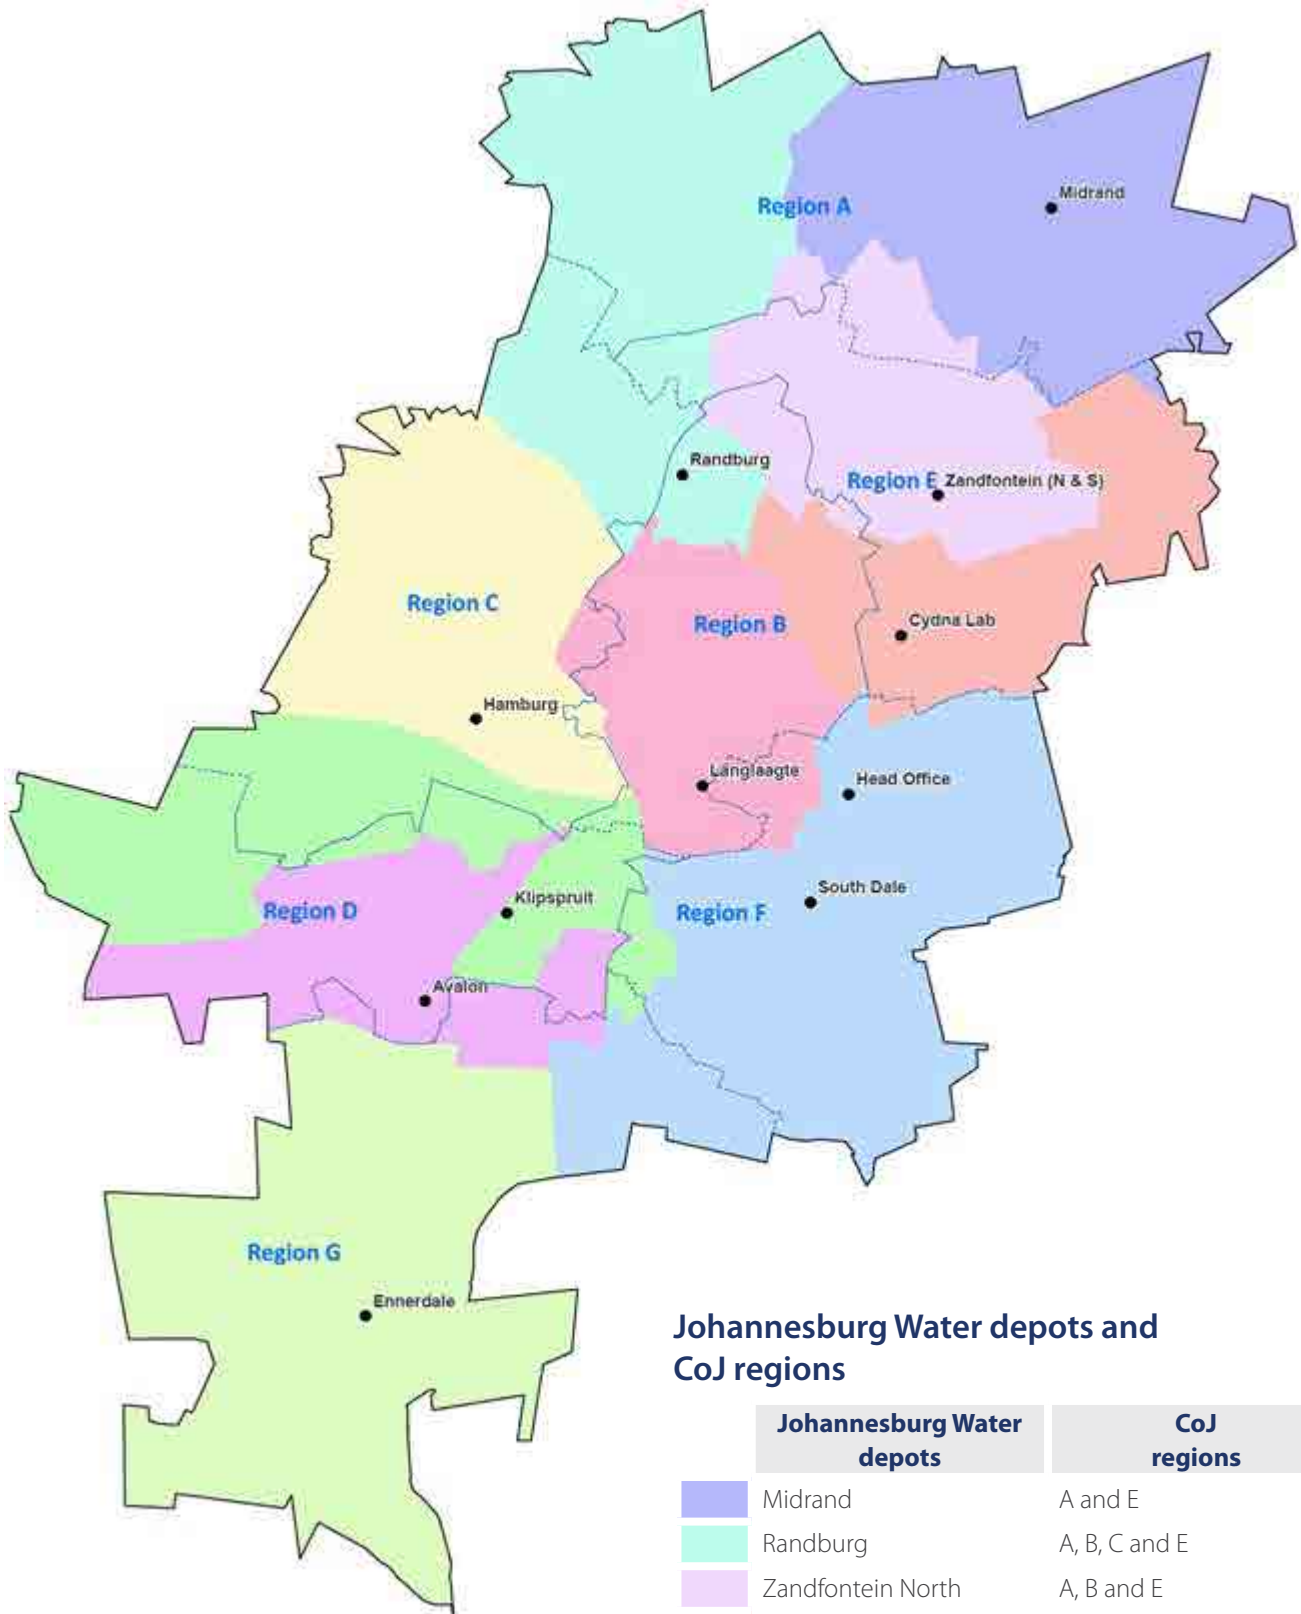 Midrand
Region A
Randburg
Region E
Zandfontein (N & S)
Region C
Region B
Cydna Lab
Hamburg
Langlaagte
Head Office
Klipspruit
South Dale
Region D
Region F
Avalon
Region G
Ennerdale
Johannesburg Water depots and
CoJ regions
Johannesburg Water
depots
CoJ
regions
Midrand
A and E
Randburg
A, B, C and E
Zandfontein North
A, B and E